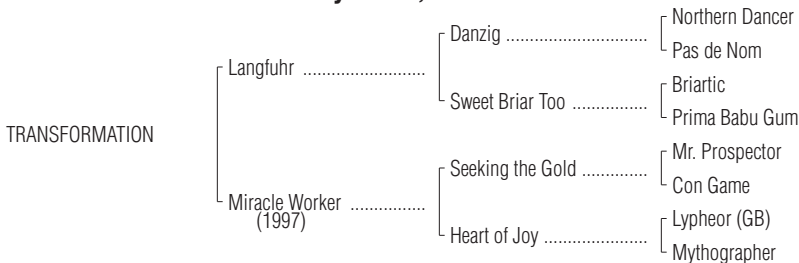 Northern Dancer
Danzig ..............................
Pas de Nom
Langfuhr ..........................
Briartic
Sweet Briar Too ................
Prima Babu Gum
TRANSFORMATION
Mr. Prospector
Seeking the Gold ..............
Con Game
Miracle Worker ................
(1997)
Lypheor (GB)
Heart of Joy ......................
Mythographer